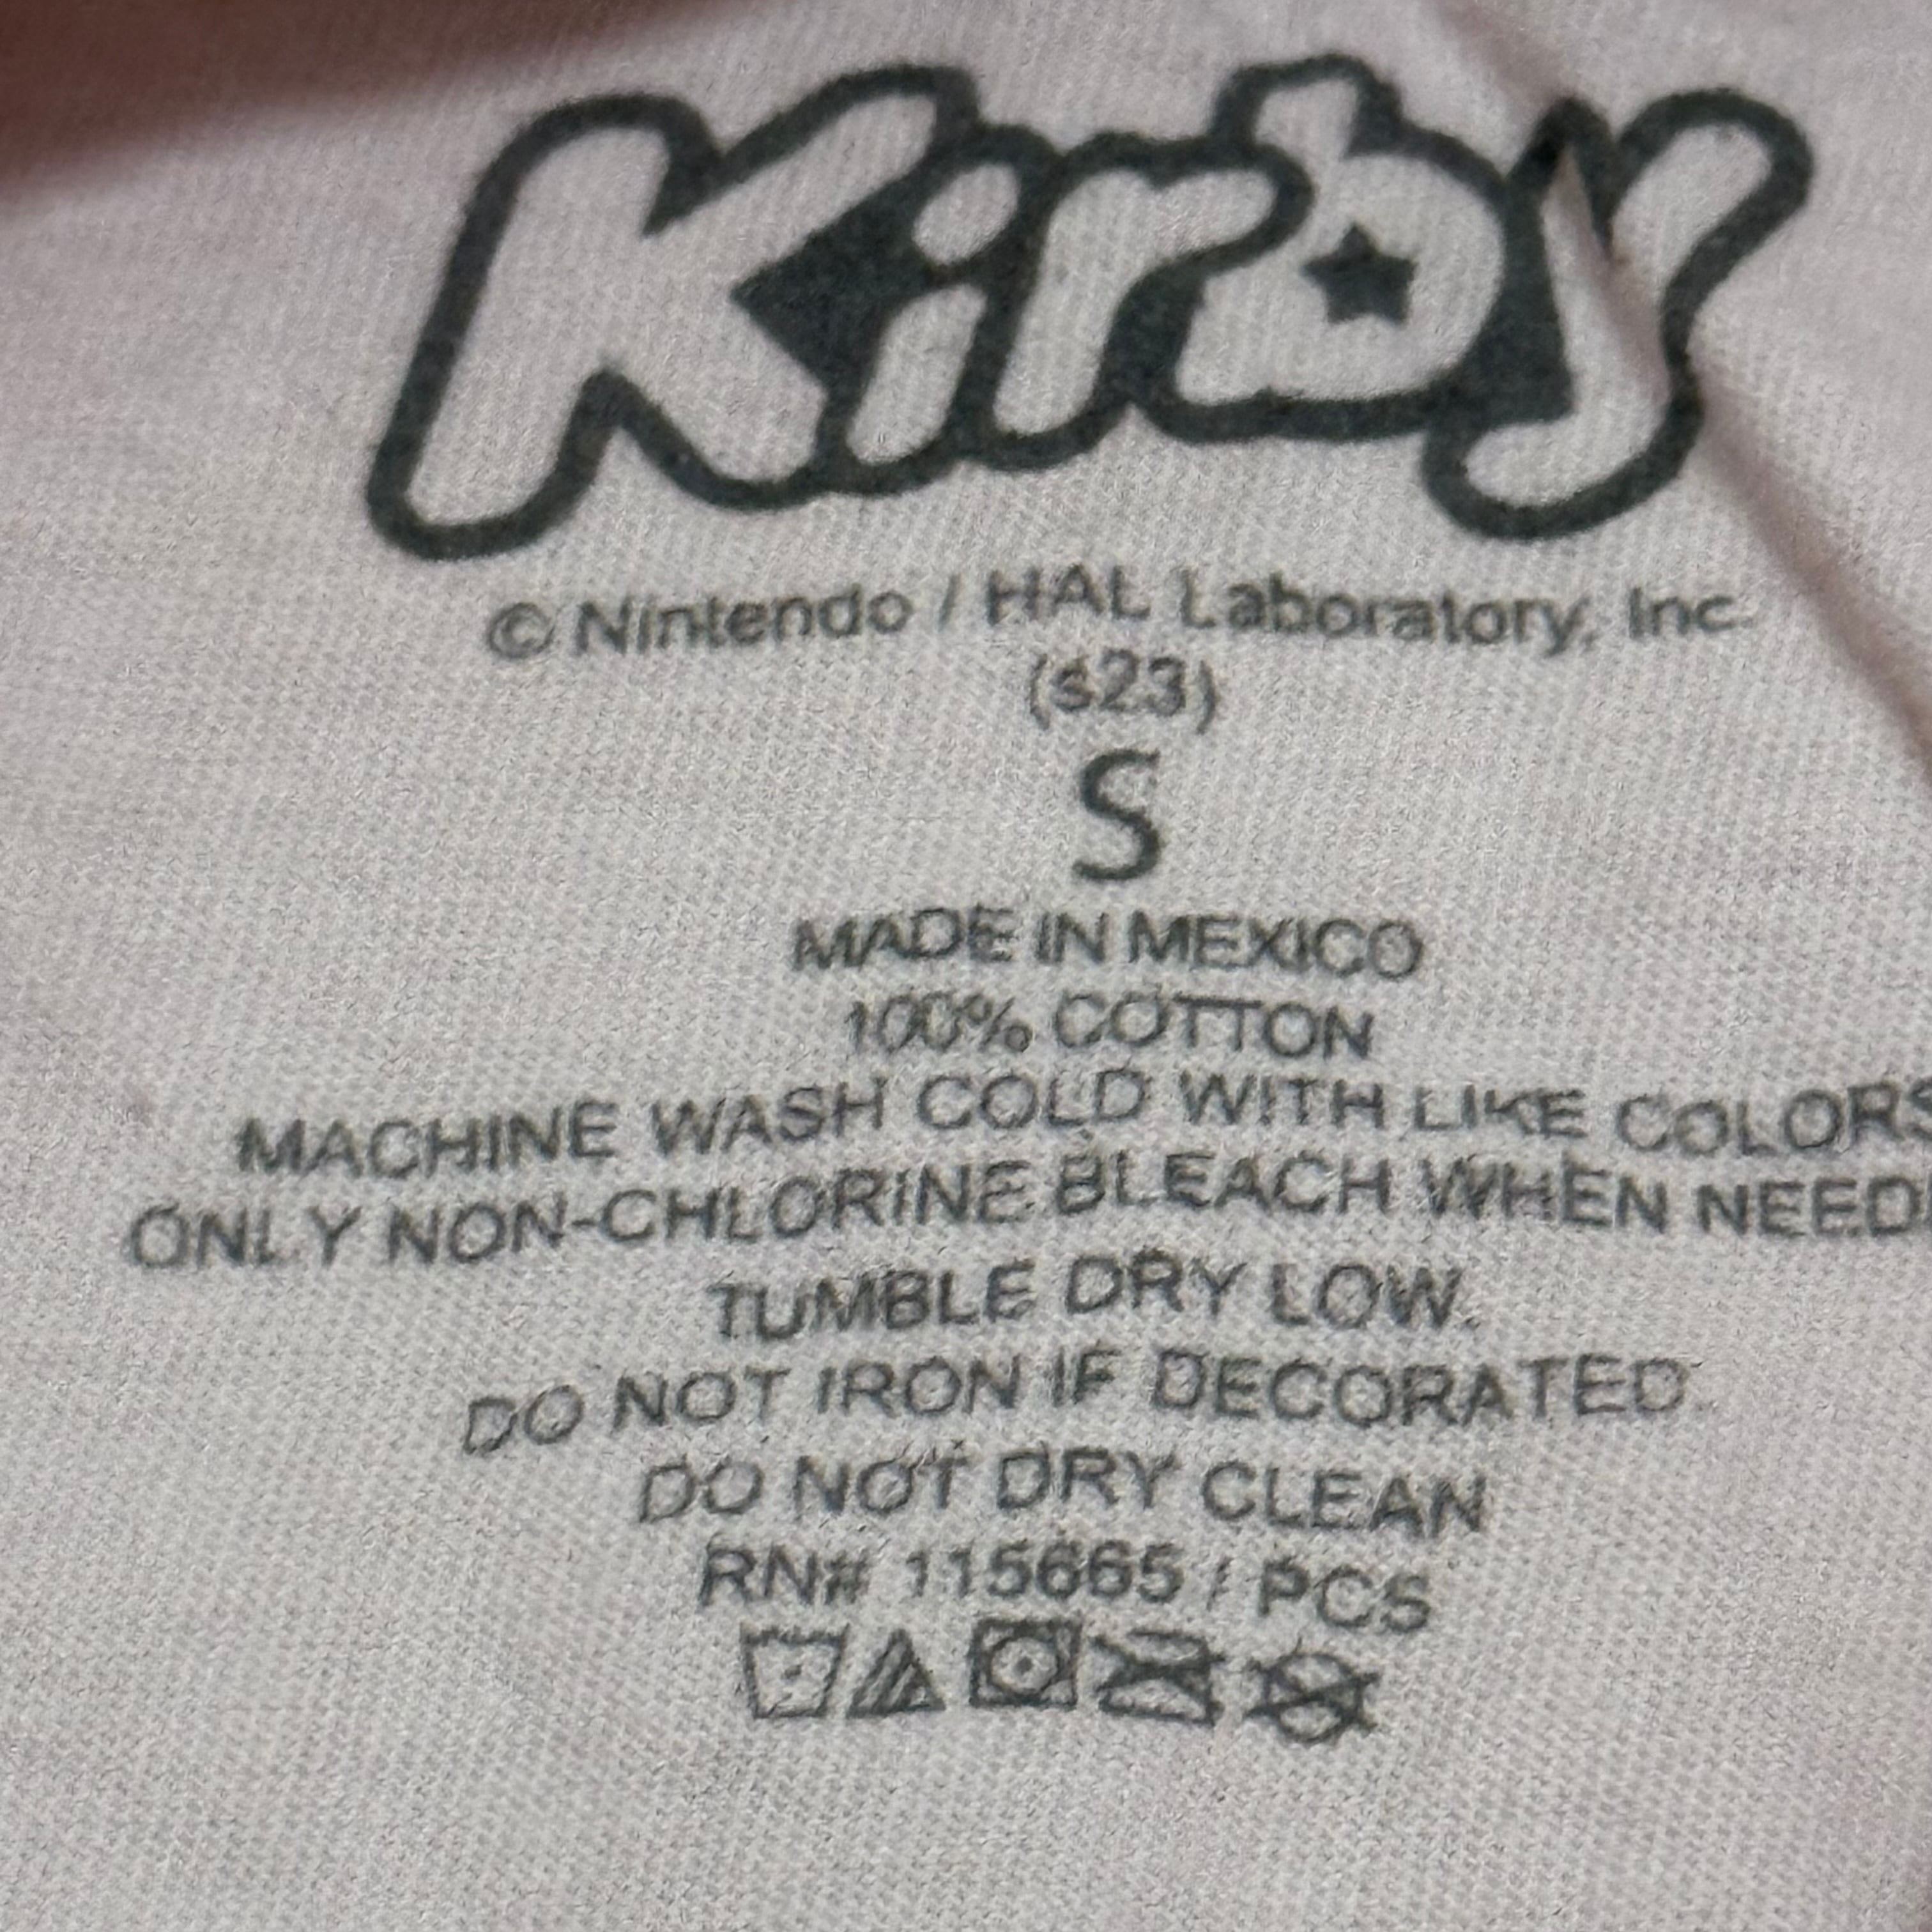 Kirby
© Nintendo / HAL Laboratory, Inc.
(s23)
S
MADE IN MEXICO
100% COTTON
MACHINE WASH COLD WITH LIKE COLORS
ONLY NON-CHLORINE BLEACH WHEN NEED
TUMBLE DRY LOW.
DO NOT IRON IF DECORATED
DO NOT DRY CLEAN
RN# 115665 / PCS